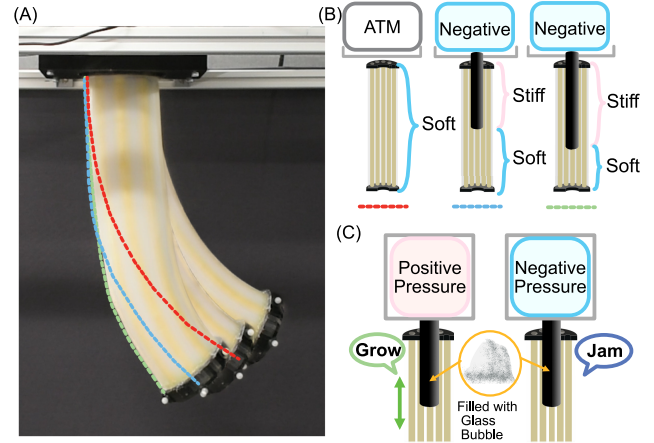 (A)
(B)
ATM
Negative
Negative
Soft
Stiff
Soft
Stiff
Soft
(C)
Positive
Pressure
Negative
Pressure
Grow
Jam
Filled with
Glass
Bubble